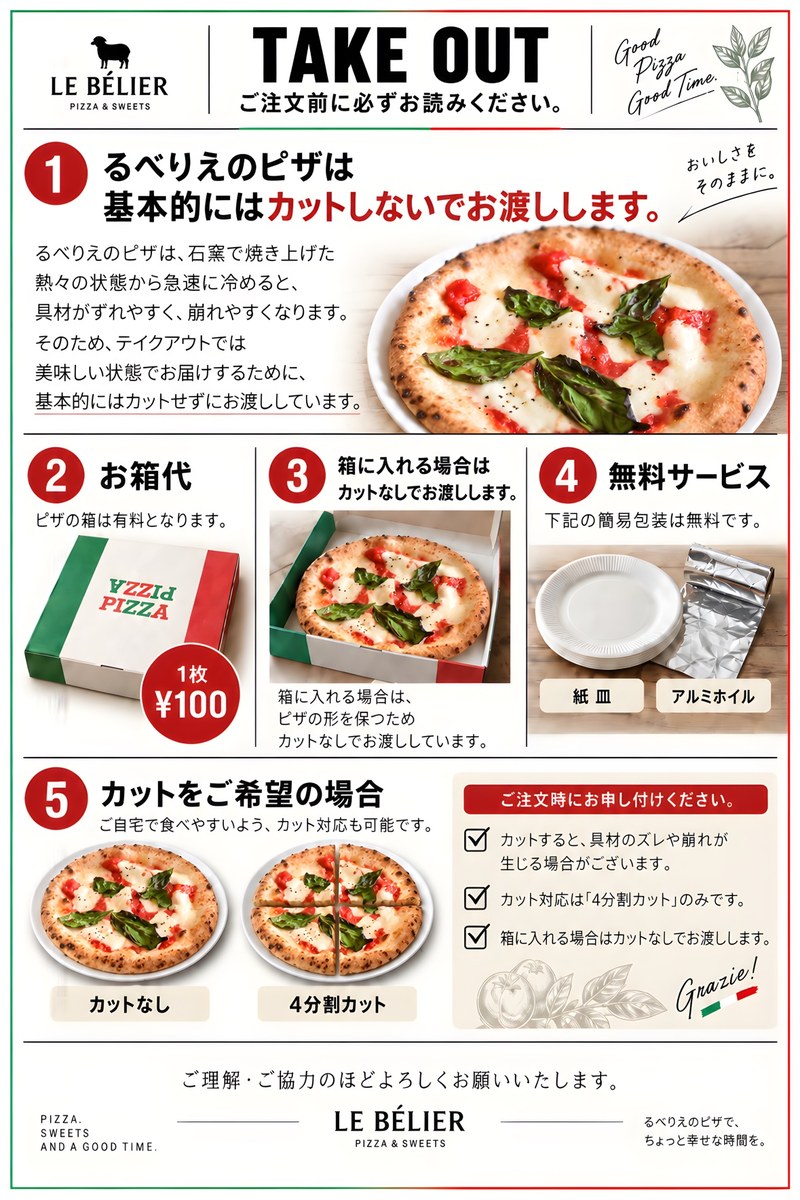 LE BÉLIER
PIZZA & SWEETS
TAKE OUT
ご注文前に必ずお読みください。
Good
Pizza
Good Time.
1
るべりえのピザは
基本的にはカットしないでお渡しします。
おいしさを
そのままに。
るべりえのピザは、石窯で焼き上げた
熱々の状態から急速に冷めると、
具材がずれやすく、崩れやすくなります。
そのため、テイクアウトでは
美味しい状態でお届けするために、
基本的にはカットせずにお渡ししています。
2
お箱代
ピザの箱は有料となります。
PIZZA
PIZZA
1枚
¥100
3
箱に入れる場合は
カットなしでお渡しします。
箱に入れる場合は、
ピザの形を保つため
カットなしでお渡ししています。
4
無料サービス
下記の簡易包装は無料です。
紙皿
アルミホイル
5
カットをご希望の場合
ご自宅で食べやすいよう、カット対応も可能です。
カットなし
4分割カット
ご注文時にお申し付けください。
カットすると、具材のズレや崩れが
生じる場合がございます。
カット対応は「4分割カット」のみです。
箱に入れる場合はカットなしでお渡しします。
Grazie!
ご理解・ご協力のほどよろしくお願いいたします。
PIZZA.
SWEETS
AND A GOOD TIME.
LE BÉLIER
PIZZA & SWEETS
るべりえのピザで、
ちょっと幸せな時間を。